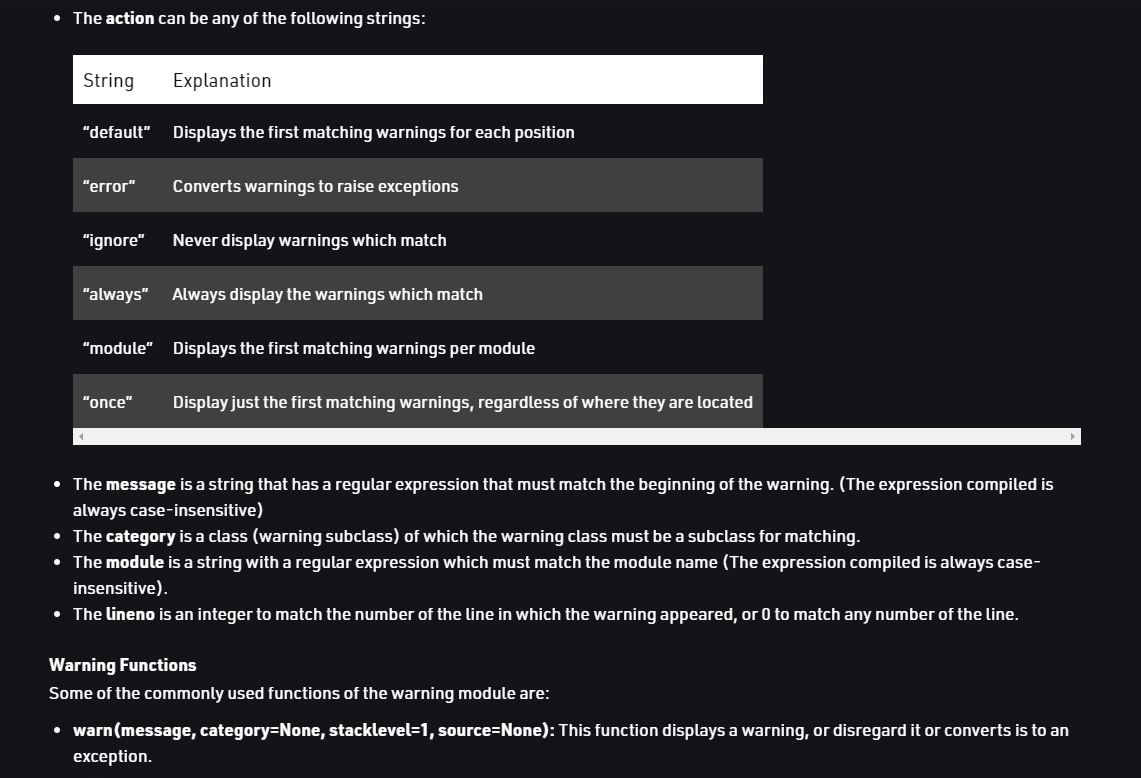 • The action can be any of the following strings:
String Explanation
“default” Displays the first matching warnings for each position
“error” Converts warnings to raise exceptions
“ignore” Never display warnings which match
“always” Always display the warnings which match
“module” Displays the first matching warnings per module
“once” Display just the first matching warnings, regardless of where they are located
• The message is a string that has a regular expression that must match the beginning of the warning. (The expression compiled is
always case-insensitive)
• The category is a class (warning subclass) of which the warning class must be a subclass for matching.
• The module is a string with a regular expression which must match the module name (The expression compiled is always case-
insensitive).
• The lineno is an integer to match the number of the line in which the warning appeared, or 0 to match any number of the line.
Warning Functions
Some of the commonly used functions of the warning module are:
• warn(message, category=None, stacklevel=1, source=None): This function displays a warning, or disregard it or converts is to an
exception.